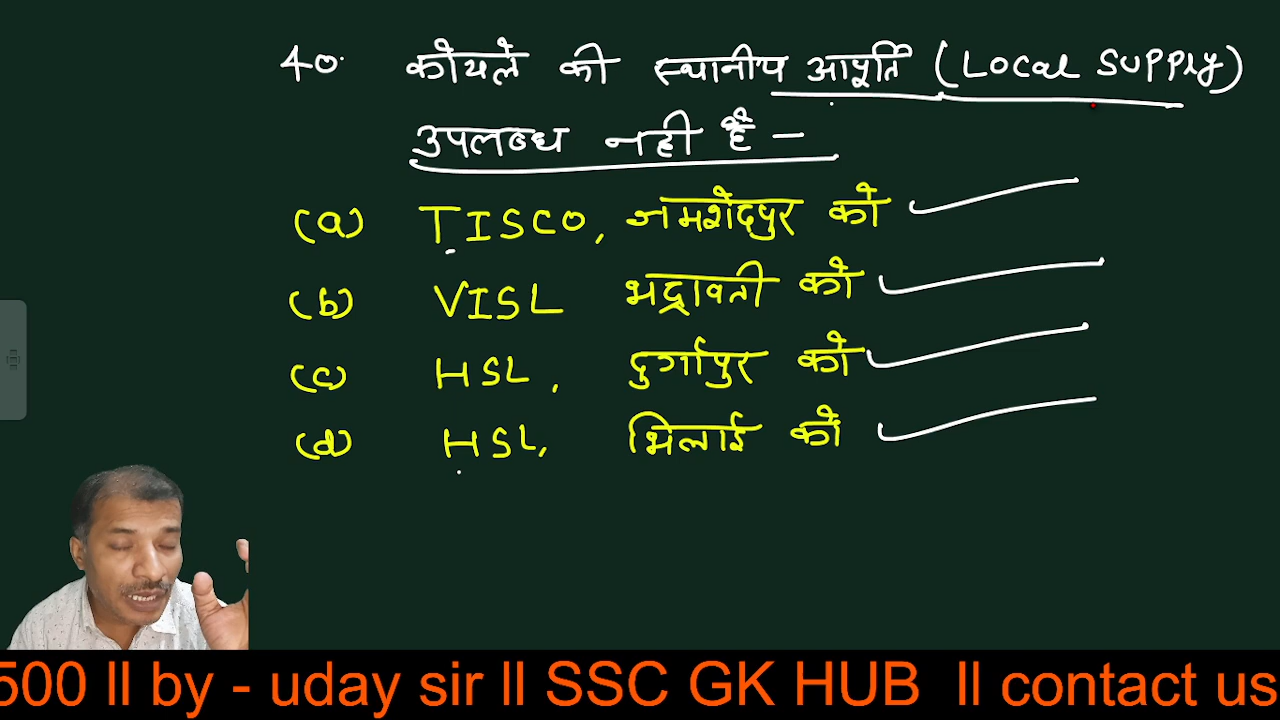 40. कोयले की स्थानीय आपूर्ति (Local Supply)
उपलब्ध नही है -
(a) TISCO, जमशेदपुर को
(b) VISL भद्रावती को
(c) HSL, दुर्गापुर को
(d) HSL, भिलाई को
500 ll by - uday sir ll SSC GK HUB ll contact us